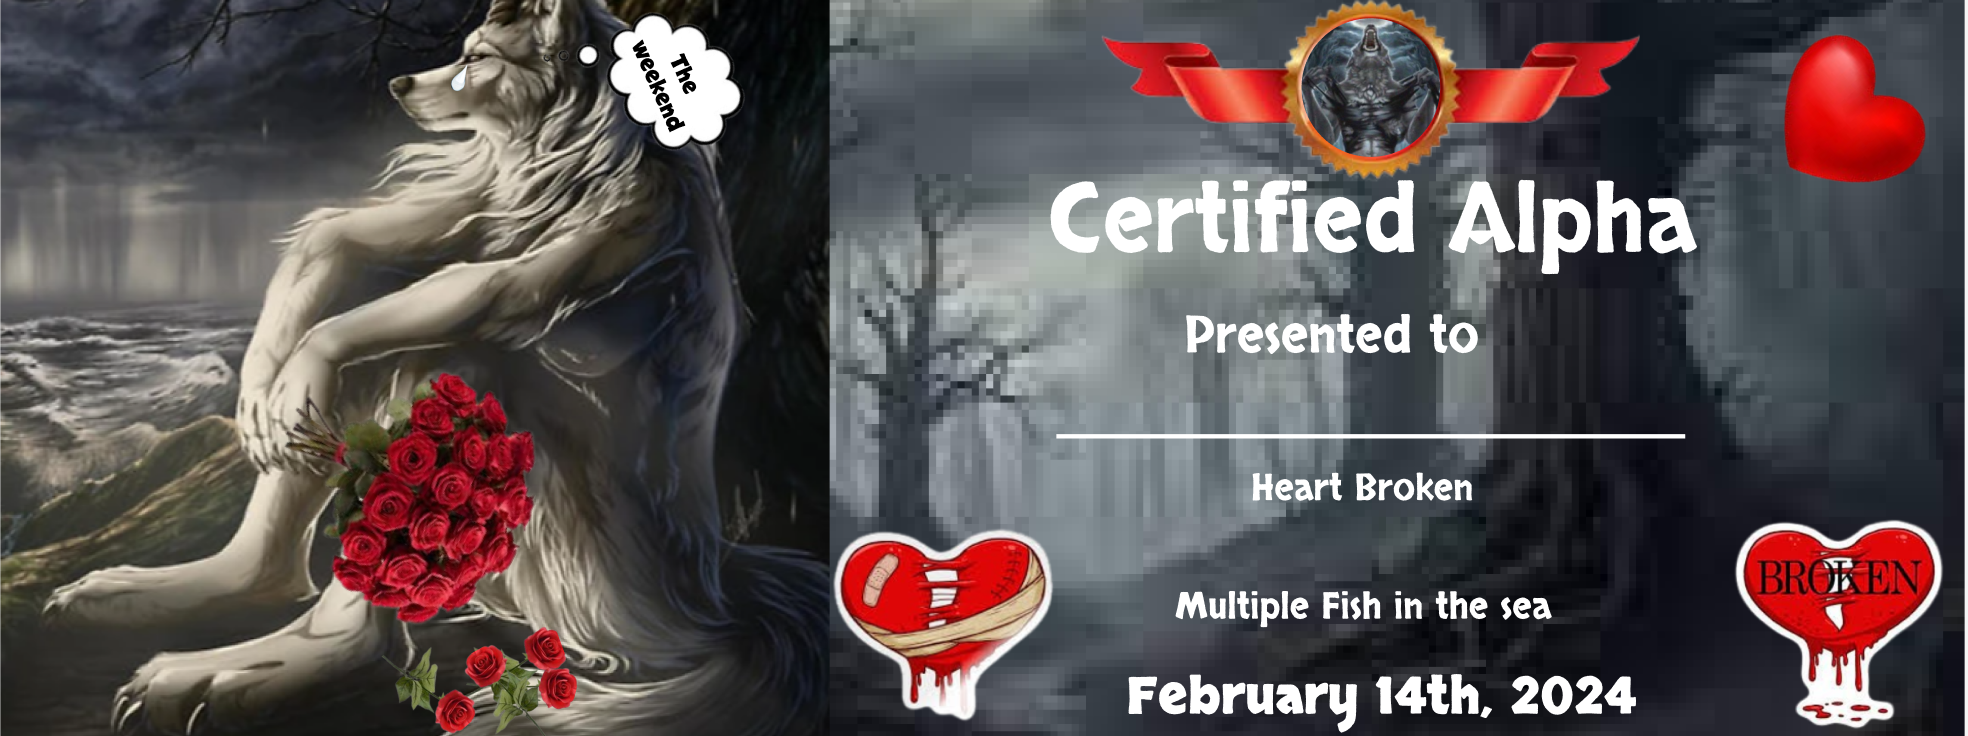 The
weekend
Certified Alpha
Presented to
Heart Broken
BROKEN
Multiple Fish in the sea
February 14th, 2024